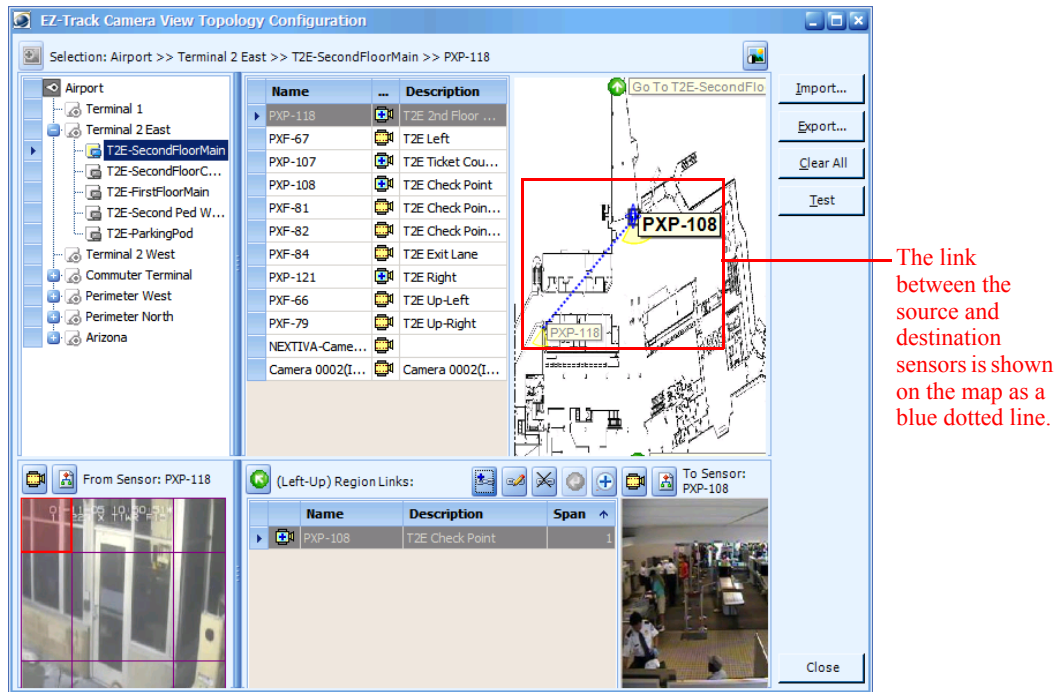 EZ-Track Camera View Topology Configuration
Selection: Airport >> Terminal 2 East >> T2E-SecondFloorMain >> PXP-118
Airport
Terminal 1
Terminal 2 East
T2E-SecondFloorMain
T2E-SecondFloorC...
T2E-FirstFloorMain
T2E-Second Ped W...
T2E-ParkingPod
Terminal 2 West
Commuter Terminal
Perimeter West
Perimeter North
Arizona
Name ... Description
PXP-118 T2E 2nd Floor ...
PXF-67 T2E Left
PXP-107 T2E Ticket Cou...
PXP-108 T2E Check Point
PXF-81 T2E Check Poin...
PXF-82 T2E Check Poin...
PXF-84 T2E Exit Lane
PXP-121 T2E Right
PXF-66 T2E Up-Left
PXF-79 T2E Up-Right
NEXTIVA-Came...
Camera 0002(I... Camera 0002(I...
Go To T2E-SecondFlo
PXP-108
PXP-118
Import...
Export...
Clear All
Test
The link
between the
source and
destination
sensors is shown
on the map as a
blue dotted line.
From Sensor: PXP-118
(Left-Up) Region Links:
To Sensor:
PXP-108
Name Description Span
PXP-108 T2E Check Point 1
Close